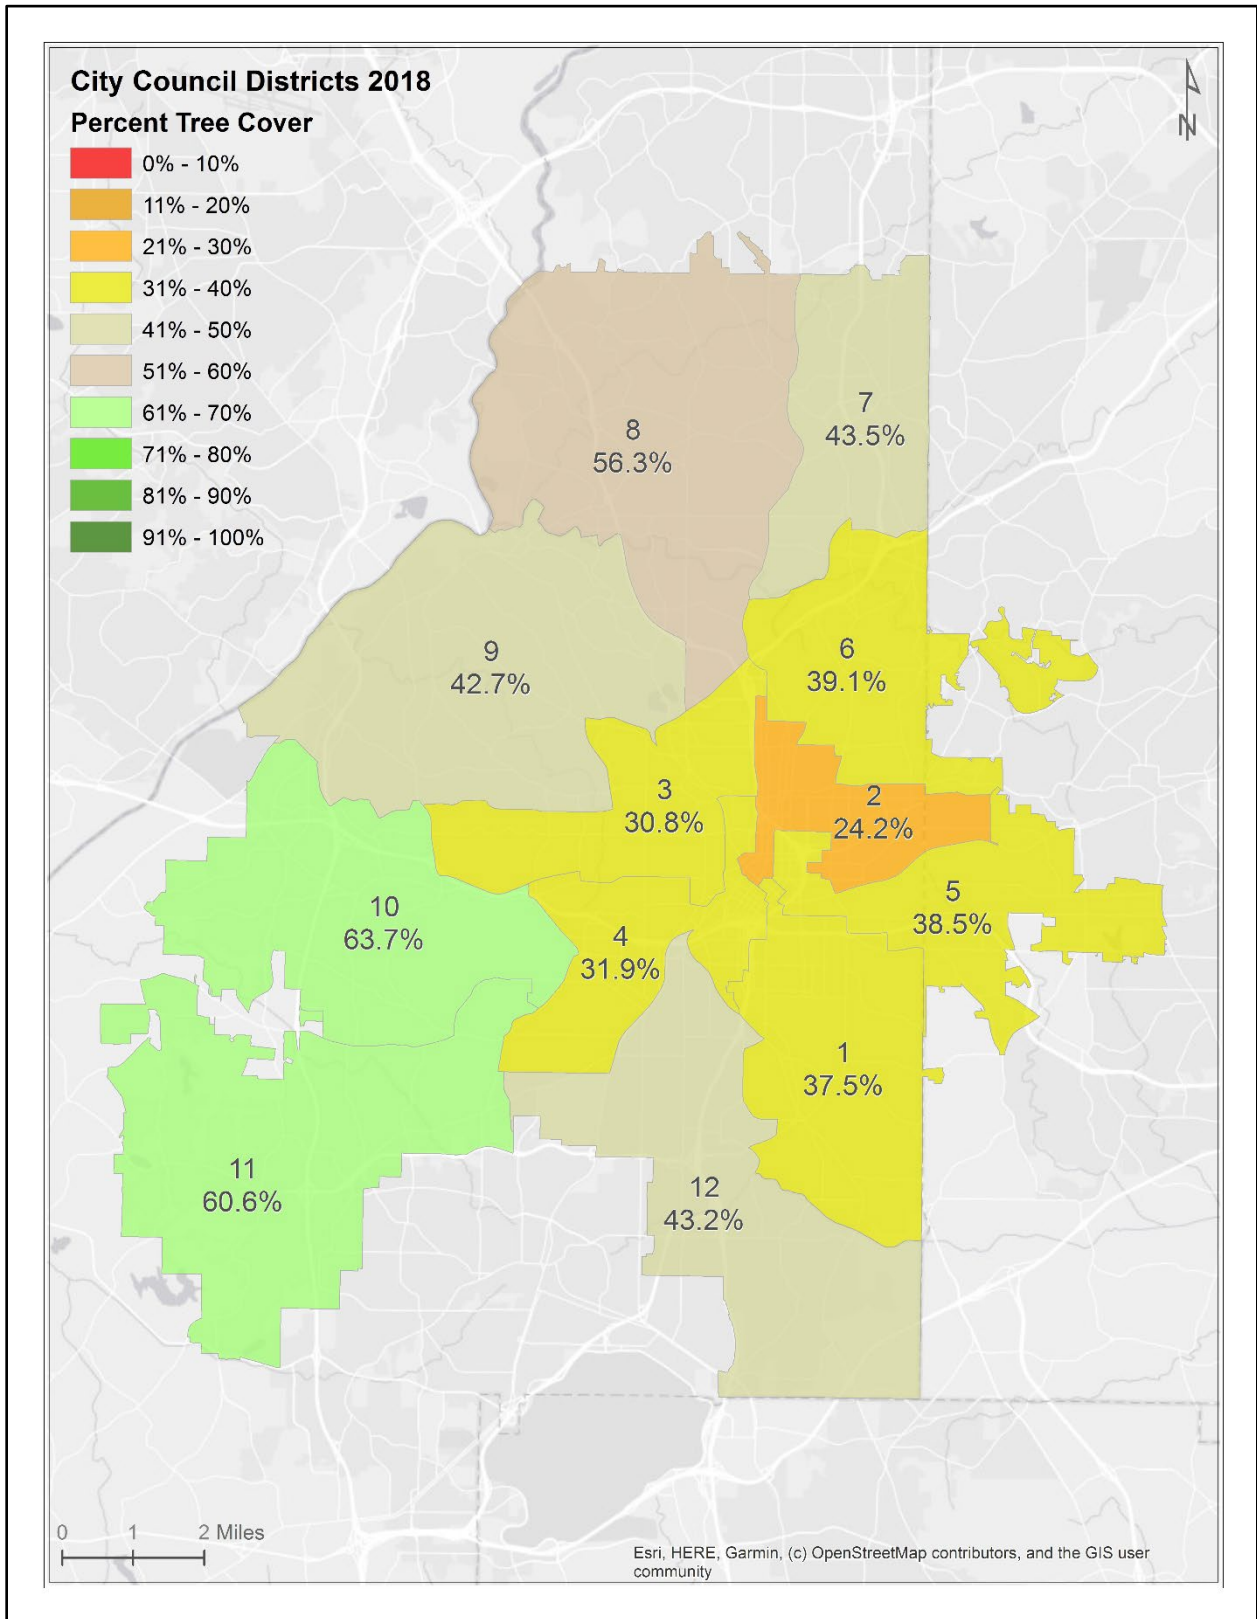 City Council Districts 2018
Percent Tree Cover
0% - 10%
11% - 20%
21% - 30%
31% - 40%
41% - 50%
51% - 60%
61% - 70%
71% - 80%
81% - 90%
91% - 100%
N
8
56.3%
7
43.5%
9
42.7%
6
39.1%
3
30.8%
2
24.2%
10
63.7%
4
31.9%
5
38.5%
1
37.5%
11
60.6%
12
43.2%
0 1 2 Miles
Esri, HERE, Garmin, (c) OpenStreetMap contributors, and the GIS user
community